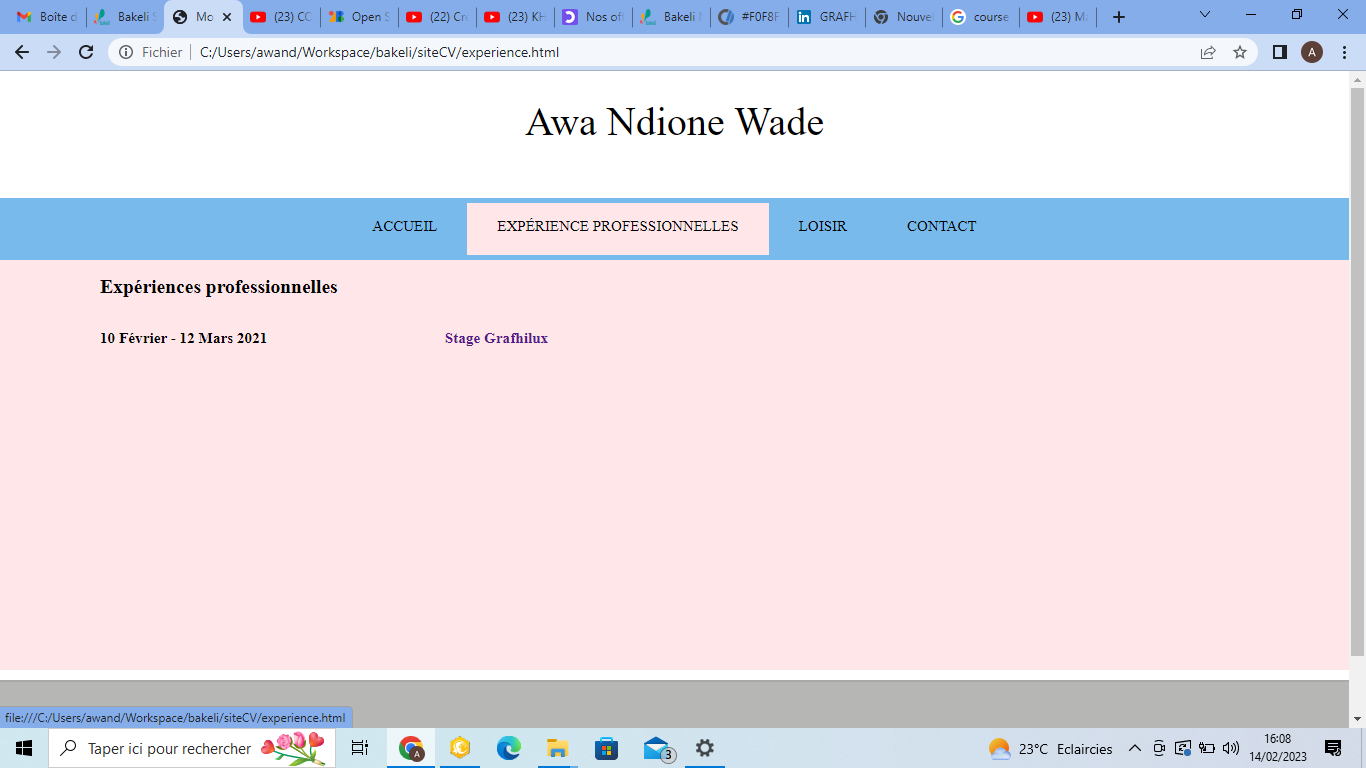 Boîte d
Bakeli S
Mo
(23) CC
Open S
(22) Cr
(23) KH
Nos off
Bakeli
#F0F8F
GRAFH
Nouvel
course
(23) M
Fichier C:/Users/awand/Workspace/bakeli/siteCV/experience.html
A
Awa Ndione Wade
ACCUEIL EXPÉRIENCE PROFESSIONNELLES LOISIR CONTACT
Expériences professionnelles
10 Février - 12 Mars 2021 Stage Grafhilux
file:///C:/Users/awand/Workspace/bakeli/siteCV/experience.html
Taper ici pour rechercher
A
3
23°C Eclaircies
16:08
14/02/2023